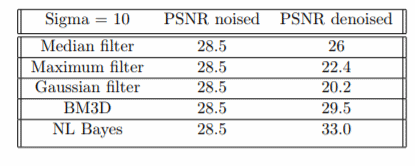 Sigma = 10 PSNR noised PSNR denoised
Median filter 28.5 26
Maximum filter 28.5 22.4
Gaussian filter 28.5 20.2
BM3D 28.5 29.5
NL Bayes 28.5 33.0